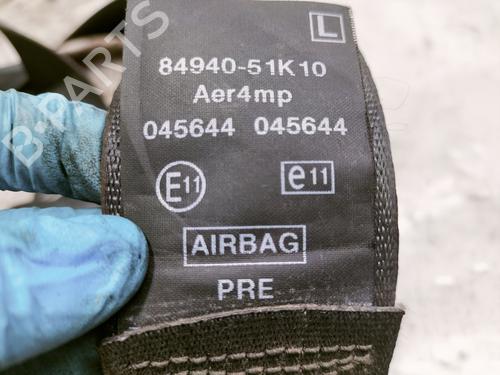 L
84940-51K10
Aer4mp
045644 045644
E11 e11
AIRBAG
PRE
B-PARTS